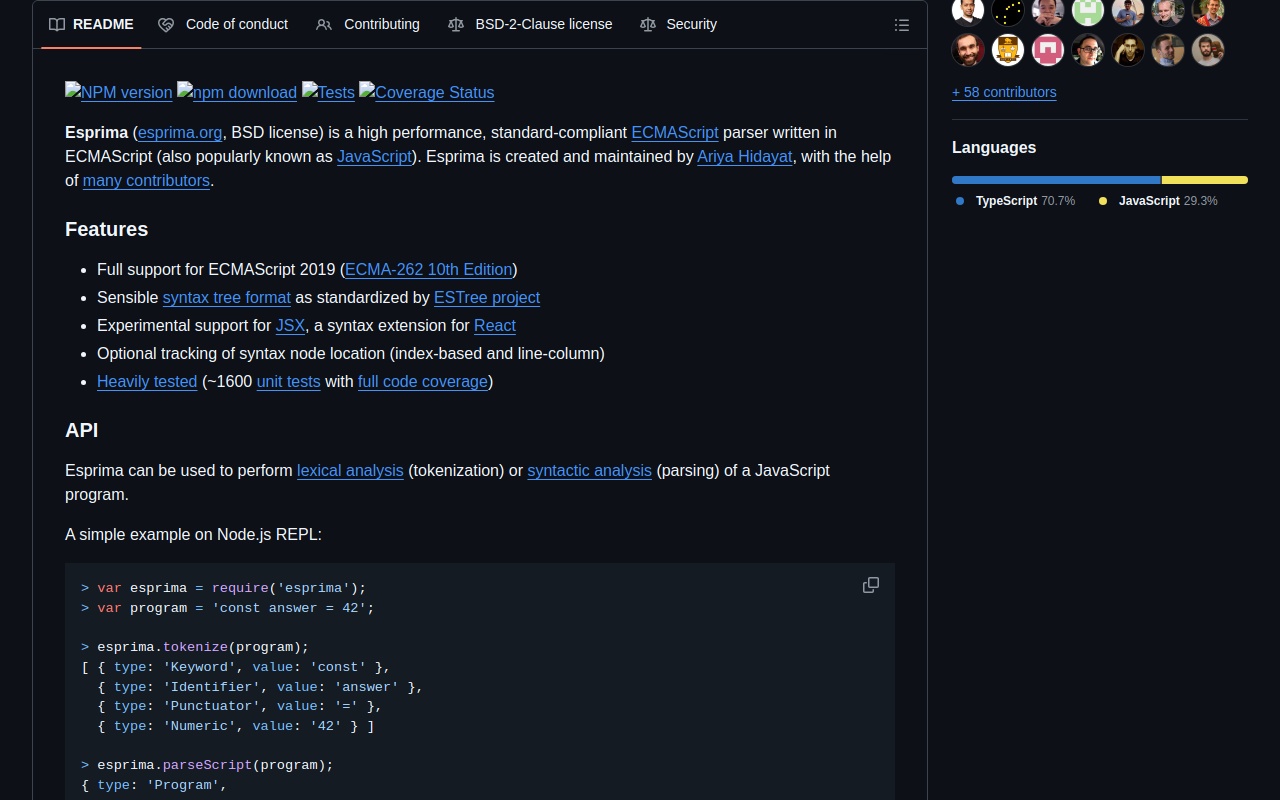 README
Code of conduct
Contributing
BSD-2-Clause license
Security
NPM version npm download Tests Coverage Status
Esprima (esprima.org, BSD license) is a high performance, standard-compliant ECMAScript parser written in
ECMAScript (also popularly known as JavaScript). Esprima is created and maintained by Ariya Hidayat, with the help
of many contributors.
Features
Full support for ECMAScript 2019 (ECMA-262 10th Edition)
Sensible syntax tree format as standardized by ESTree project
Experimental support for JSX, a syntax extension for React
Optional tracking of syntax node location (index-based and line-column)
Heavily tested (~1600 unit tests with full code coverage)
API
Esprima can be used to perform lexical analysis (tokenization) or syntactic analysis (parsing) of a JavaScript
program.
A simple example on Node.js REPL:
> var esprima = require('esprima');
> var program = 'const answer = 42';
> esprima.tokenize(program);
[ { type: 'Keyword', value: 'const' },
  { type: 'Identifier', value: 'answer' },
  { type: 'Punctuator', value: '=' },
  { type: 'Numeric', value: '42' } ]
> esprima.parseScript(program);
{ type: 'Program',
+ 58 contributors
Languages
TypeScript 70.7%
JavaScript 29.3%